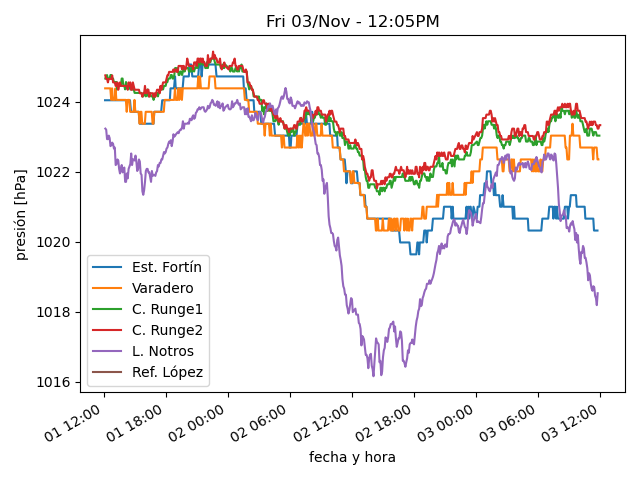 Fri 03/Nov - 12:05PM
presión [hPa]
1024
1022
1020
1018
1016
Est. Fortín
Varadero
C. Runge1
C. Runge2
L. Notros
Ref. López
01 12:00
01 18:00
02 00:00
02 06:00
02 12:00
02 18:00
03 00:00
03 06:00
03 12:00
fecha y hora